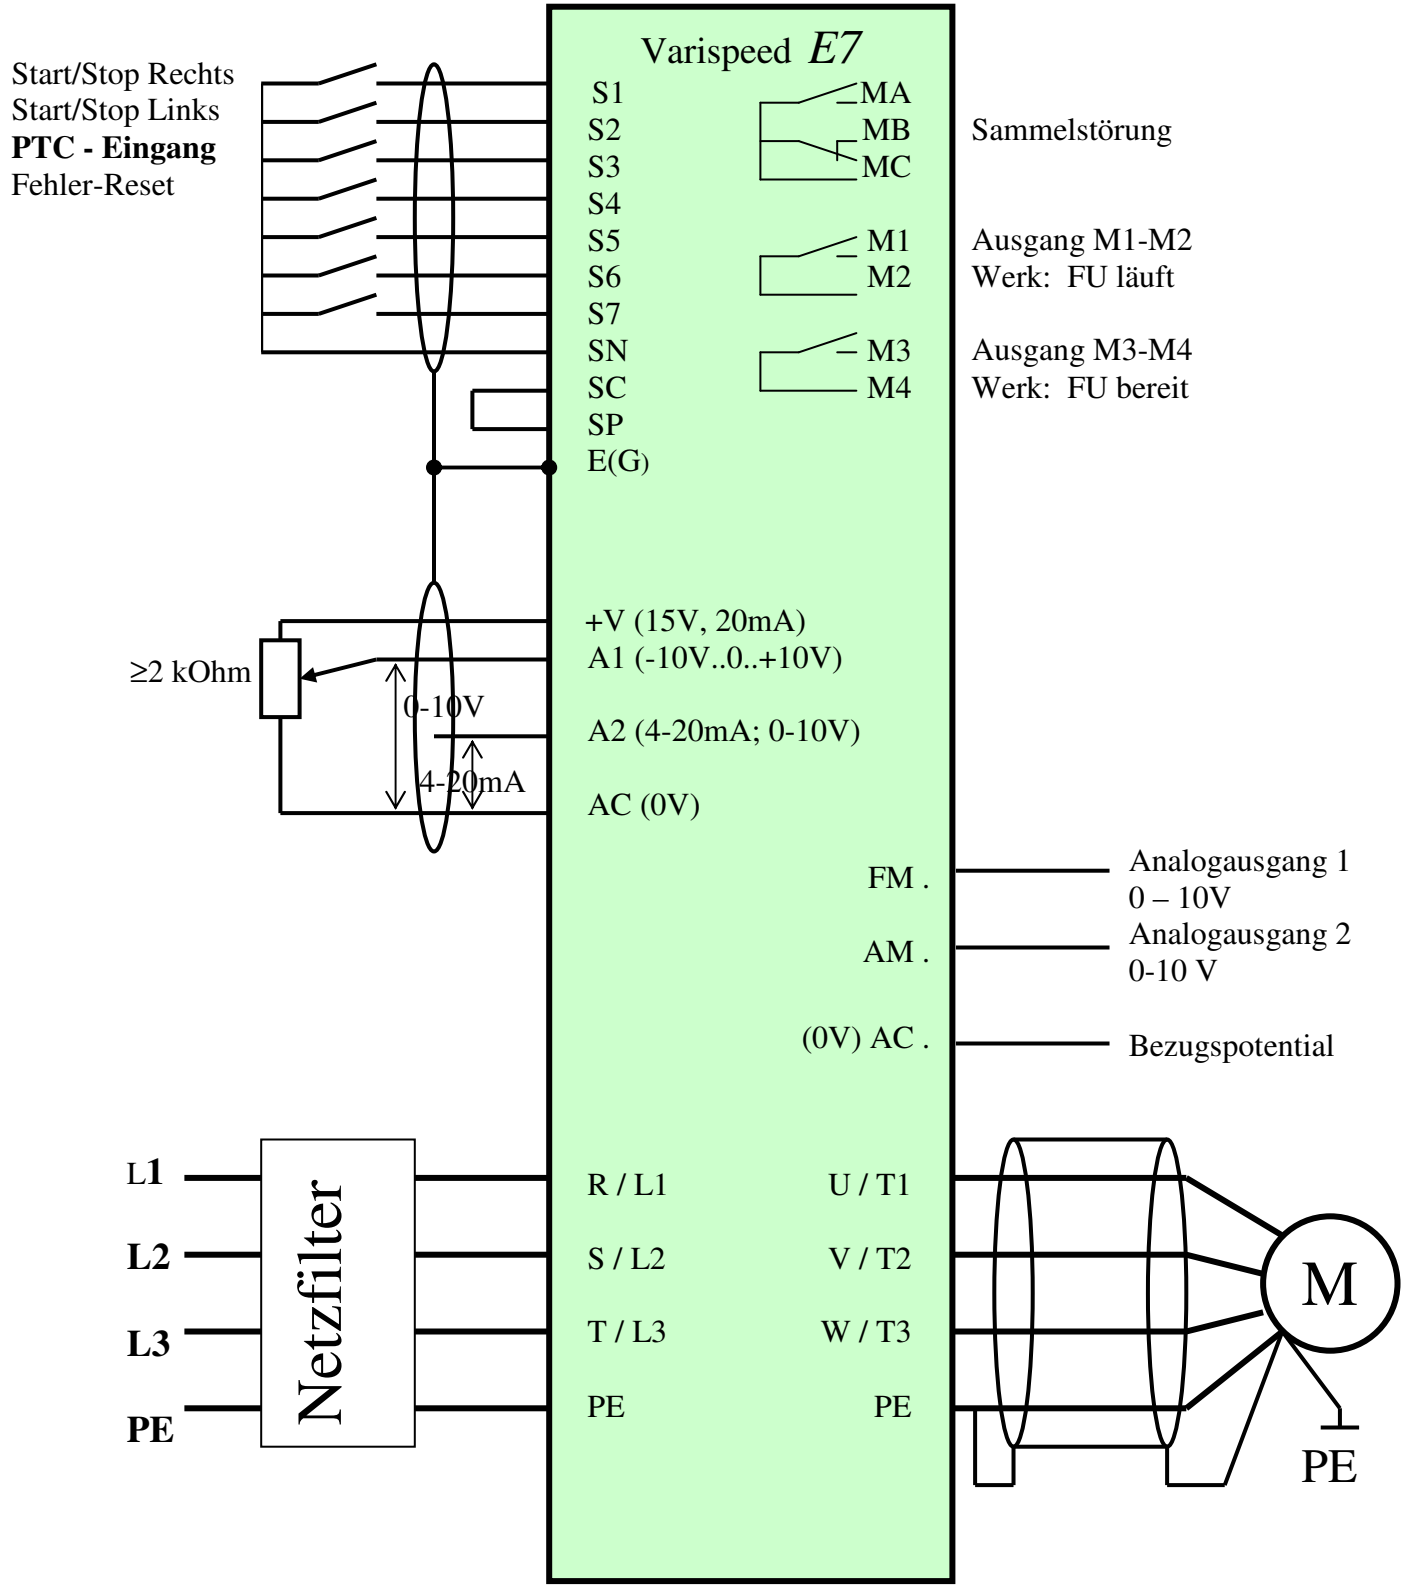 Varispeed E7
Start/Stop Rechts
Start/Stop Links
PTC - Eingang
Fehler-Reset
S1
S2
S3
S4
S5
S6
S7
SN
SC
SP
E(G)
MA
MB
MC
Sammelstörung
M1
M2
Ausgang M1-M2
Werk: FU läuft
M3
M4
Ausgang M3-M4
Werk: FU bereit
≥2 kOhm
0-10V
4-20mA
+V (15V, 20mA)
A1 (-10V..0..+10V)
A2 (4-20mA; 0-10V)
AC (0V)
FM .
Analogausgang 1
0 – 10V
AM .
Analogausgang 2
0-10 V
(0V) AC .
Bezugspotential
L1
L2
L3
PE
Netzfilter
R / L1
S / L2
T / L3
PE
U / T1
V / T2
W / T3
PE
M
PE